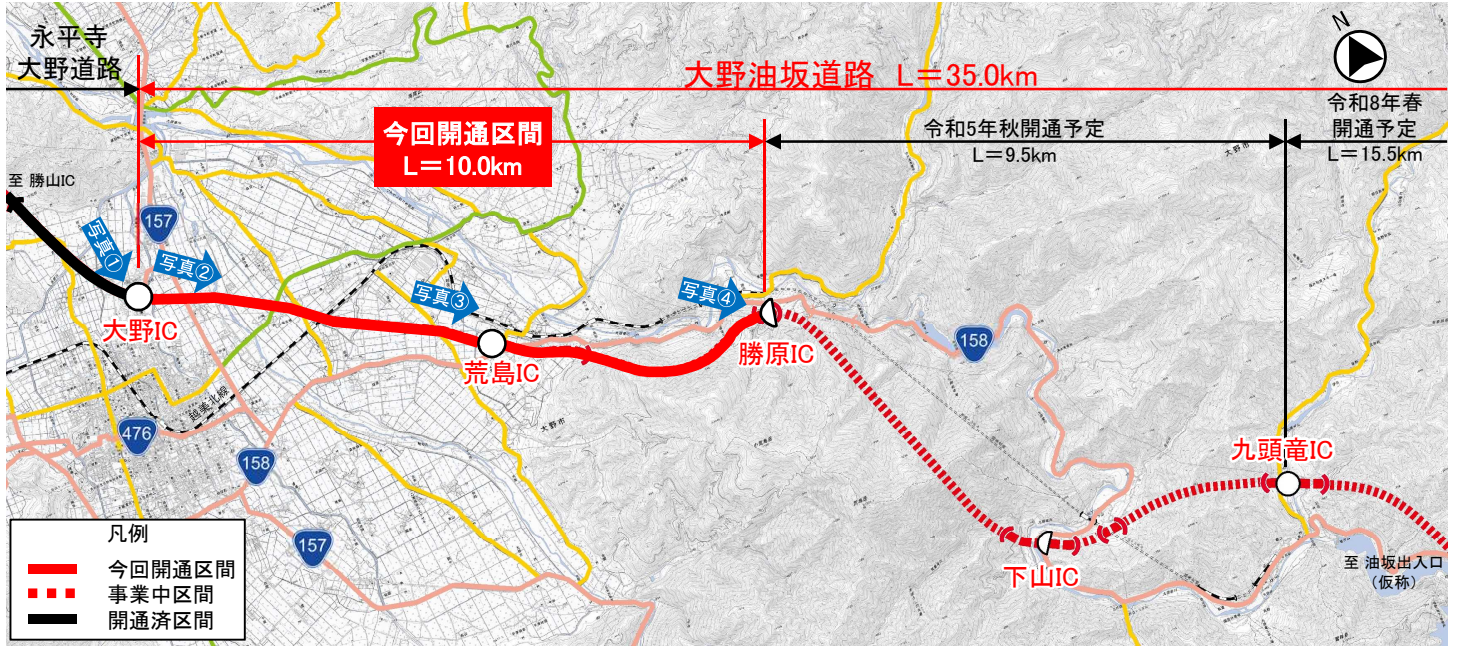 永平寺
大野道路
大野油坂道路 L=35.0km
N
令和8年春
開通予定
L=15.5km
今回開通区間
L=10.0km
令和5年秋開通予定
L=9.5km
大野市
至 勝山IC
157
写真①
写真②
写真③
写真④
大野IC
荒島IC
勝原IC
158
越美北線
大野市
476
158
157
九頭竜IC
下山IC
至 油坂出入口
(仮称)
凡例
今回開通区間
事業中区間
開通済区間